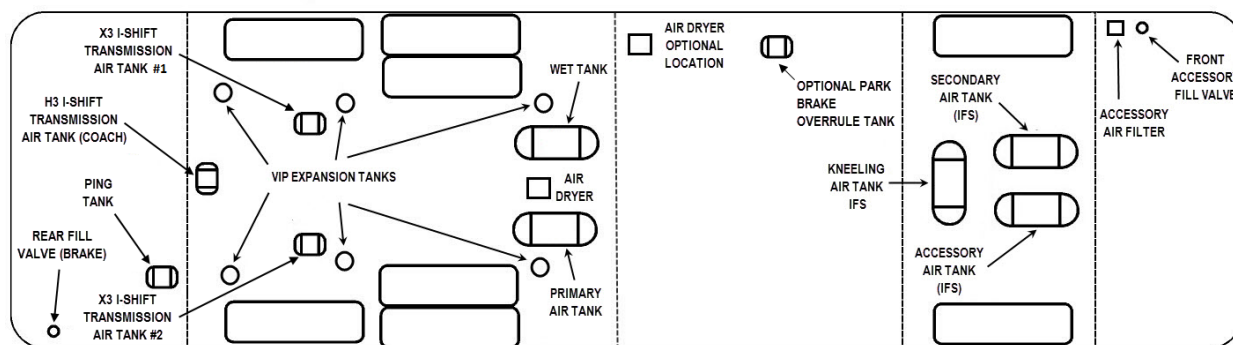 X3 I-SHIFT
TRANSMISSION
AIR TANK #1
H3 I-SHIFT
TRANSMISSION
AIR TANK (COACH)
PING
TANK
REAR FILL
VALVE (BRAKE)
X3 I-SHIFT
TRANSMISSION
AIR TANK #2
VIP EXPANSION TANKS
WET TANK
AIR
DRYER
PRIMARY
AIR TANK
AIR DRYER
OPTIONAL
LOCATION
OPTIONAL PARK
BRAKE
OVERRULE TANK
SECONDARY
AIR TANK
(IFS)
KNEELING
AIR TANK
IFS
ACCESSORY
AIR TANK
(IFS)
FRONT
ACCESSORY
FILL VALVE
ACCESSORY
AIR FILTER